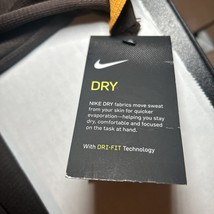 DRY
NIKE DRY fabrics move sweat
from your skin for quicker
evaporation—helping you stay
dry, comfortable and focused
on the task at hand.
With DRI-FIT Technology